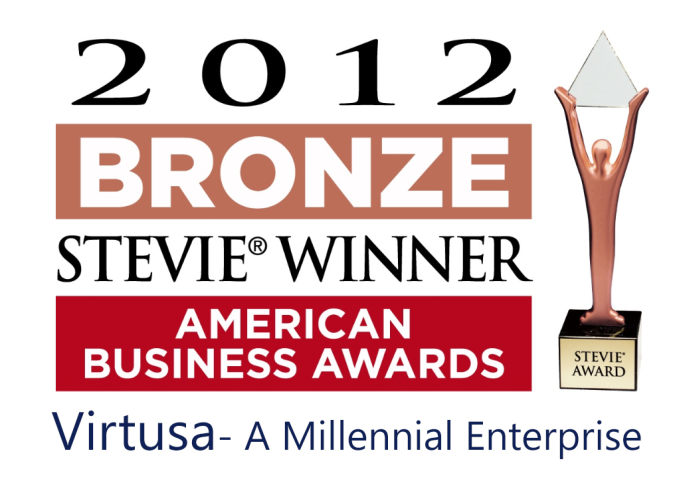 2012
BRONZE
STEVIE® WINNER
AMERICAN
BUSINESS AWARDS
STEVIE®
AWARD
Virtusa- A Millennial Enterprise